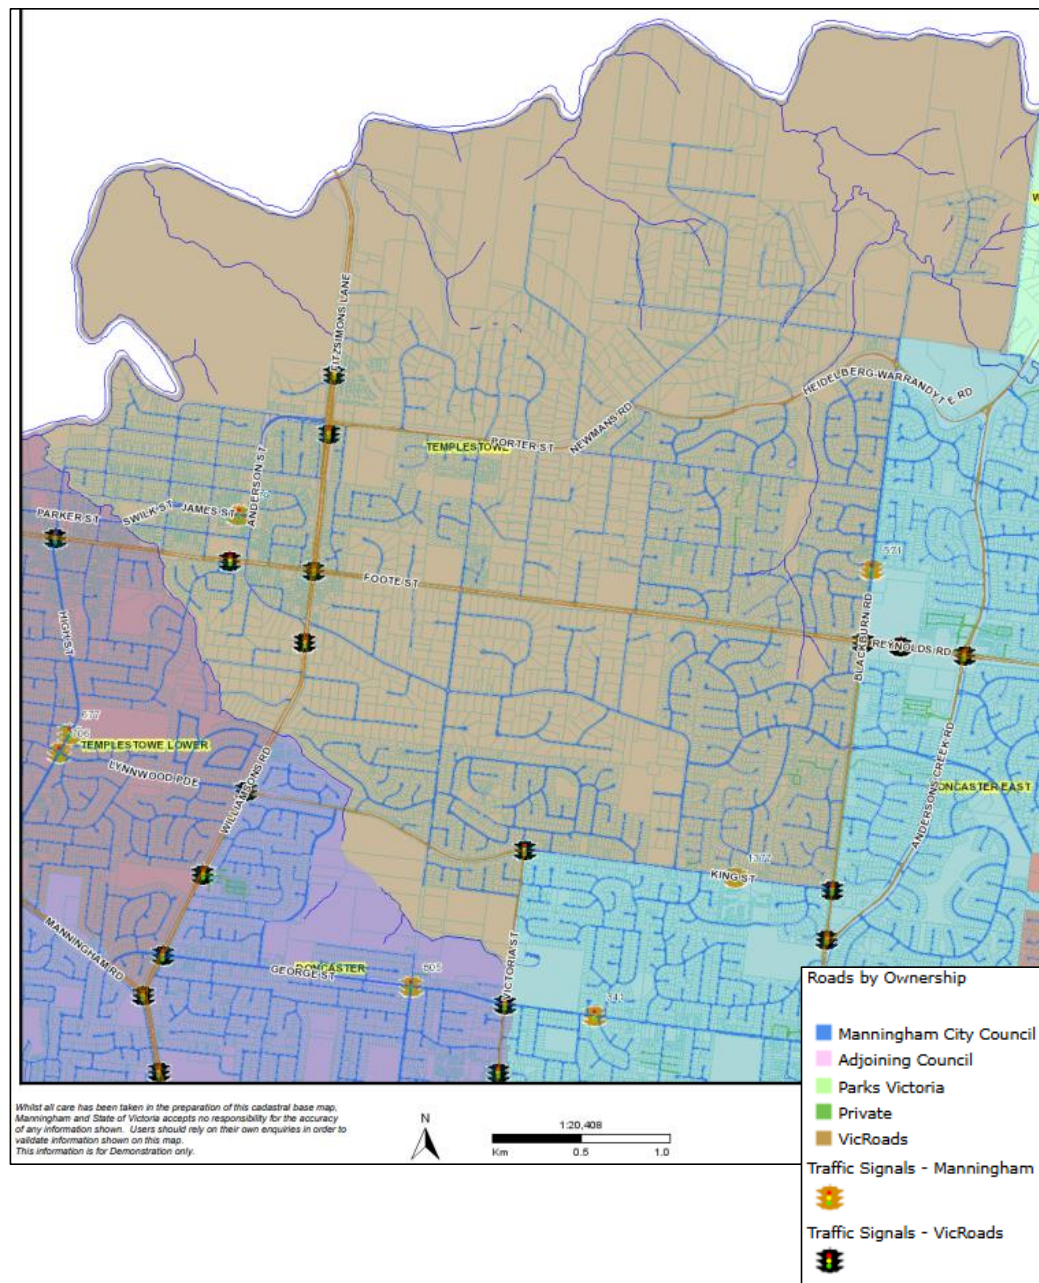 FITZSIMONS LANE
HEIDELBERG-WARRANDYTE RD
NEWMANS RD
PORTER ST
TEMPLESTOWE
ANDERSON ST
JAMES ST
SWILK ST
PARKER ST
571
FOOTE ST
HIGH ST
BLACKBURN RD
REYNOLDS RD
577
606
TEMPLESTOWE LOWER
LYNNWOOD PDE
WILLIAMSONS RD
ANDERSONS CREEK RD
ONCASTER EAST
1377
KING ST
MANNINGHAM RD
DONCASTER
GEORGE ST
605
VICTORIA ST
341
Whilst all care has been taken in the preparation of this cadastral base map,
Manningham and State of Victoria accepts no responsibility for the accuracy
of any information shown. Users should rely on their own enquiries in order to
validate information shown on this map.
This information is for Demonstration only.
N
1:20,408
Km 0.5 1.0
Roads by Ownership
Manningham City Council
Adjoining Council
Parks Victoria
Private
VicRoads
Traffic Signals - Manningham
Traffic Signals - VicRoads